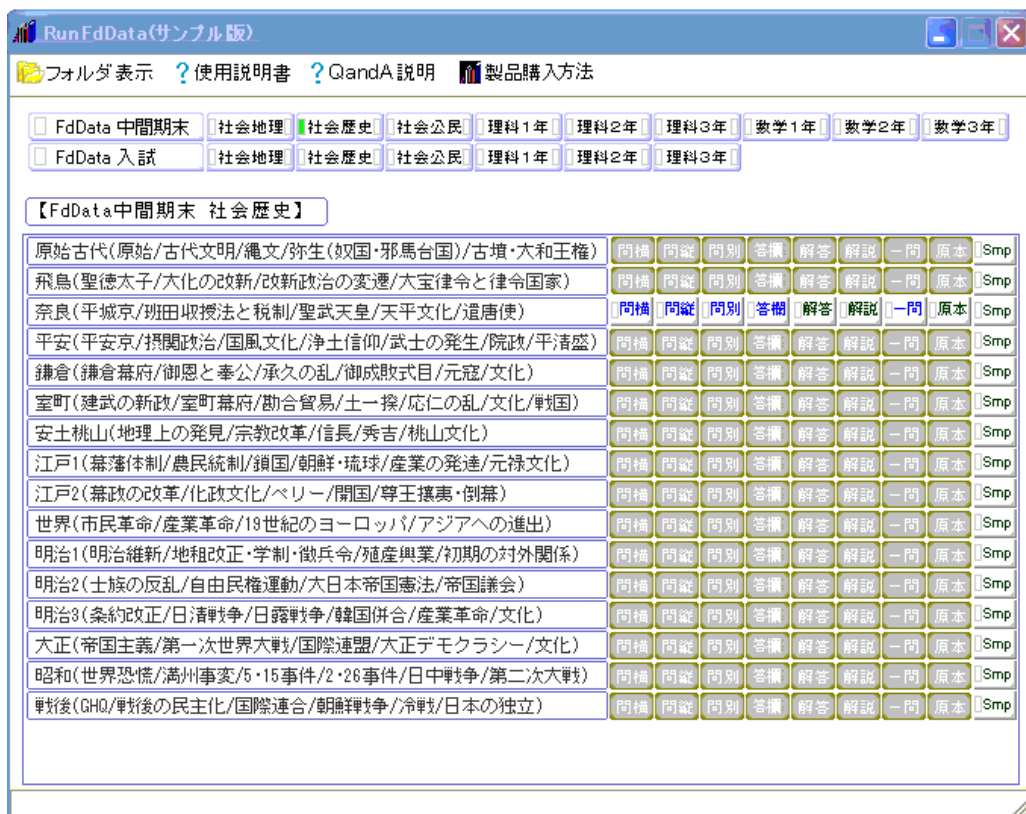 RunFdData(サンプル版)
フォルダ表示 ?使用説明書 ?QandA説明 製品購入方法
FdData 中間期末 社会地理 社会歴史 社会公民 理科1年 理科2年 理科3年 数学1年 数学2年 数学3年
FdData 入試 社会地理 社会歴史 社会公民 理科1年 理科2年 理科3年
【FdData中間期末 社会歴史】
原始古代(原始/古代文明/縄文/弥生(奴国・邪馬台国)/古墳・大和王権) 問横 問縦 問別 答欄 解答 解説 一問 原本 Smp
飛鳥(聖徳太子/大化の改新/改新政治の変遷/大宝律令と律令国家) 問横 問縦 問別 答欄 解答 解説 一問 原本 Smp
奈良(平城京/班田収授法と税制/聖武天皇/天平文化/遣唐使) 問横 問縦 問別 答欄 解答 解説 一問 原本 Smp
平安(平安京/摂関政治/国風文化/浄土信仰/武士の発生/院政/平清盛) 問横 問縦 問別 答欄 解答 解説 一問 原本 Smp
鎌倉(鎌倉幕府/御恩と奉公/承久の乱/御成敗式目/元寇/文化) 問横 問縦 問別 答欄 解答 解説 一問 原本 Smp
室町(建武の新政/室町幕府/勘合貿易/土一揆/応仁の乱/文化/戦国) 問横 問縦 問別 答欄 解答 解説 一問 原本 Smp
安土桃山(地理上の発見/宗教改革/信長/秀吉/桃山文化) 問横 問縦 問別 答欄 解答 解説 一問 原本 Smp
江戸1(幕藩体制/農民統制/鎖国/朝鮮・琉球/産業の発達/元禄文化) 問横 問縦 問別 答欄 解答 解説 一問 原本 Smp
江戸2(幕政の改革/化政文化/ペリー/開国/尊王攘夷・倒幕) 問横 問縦 問別 答欄 解答 解説 一問 原本 Smp
世界(市民革命/産業革命/19世紀のヨーロッパ/アジアへの進出) 問横 問縦 問別 答欄 解答 解説 一問 原本 Smp
明治1(明治維新/地租改正・学制・徴兵令/殖産興業/初期の対外関係) 問横 問縦 問別 答欄 解答 解説 一問 原本 Smp
明治2(士族の反乱/自由民権運動/大日本帝国憲法/帝国議会) 問横 問縦 問別 答欄 解答 解説 一問 原本 Smp
明治3(条約改正/日清戦争/日露戦争/韓国併合/産業革命/文化) 問横 問縦 問別 答欄 解答 解説 一問 原本 Smp
大正(帝国主義/第一次世界大戦/国際連盟/大正デモクラシー/文化) 問横 問縦 問別 答欄 解答 解説 一問 原本 Smp
昭和(世界恐慌/満州事変/5・15事件/2・26事件/日中戦争/第二次大戦) 問横 問縦 問別 答欄 解答 解説 一問 原本 Smp
戦後(GHQ/戦後の民主化/国際連合/朝鮮戦争/冷戦/日本の独立) 問横 問縦 問別 答欄 解答 解説 一問 原本 Smp